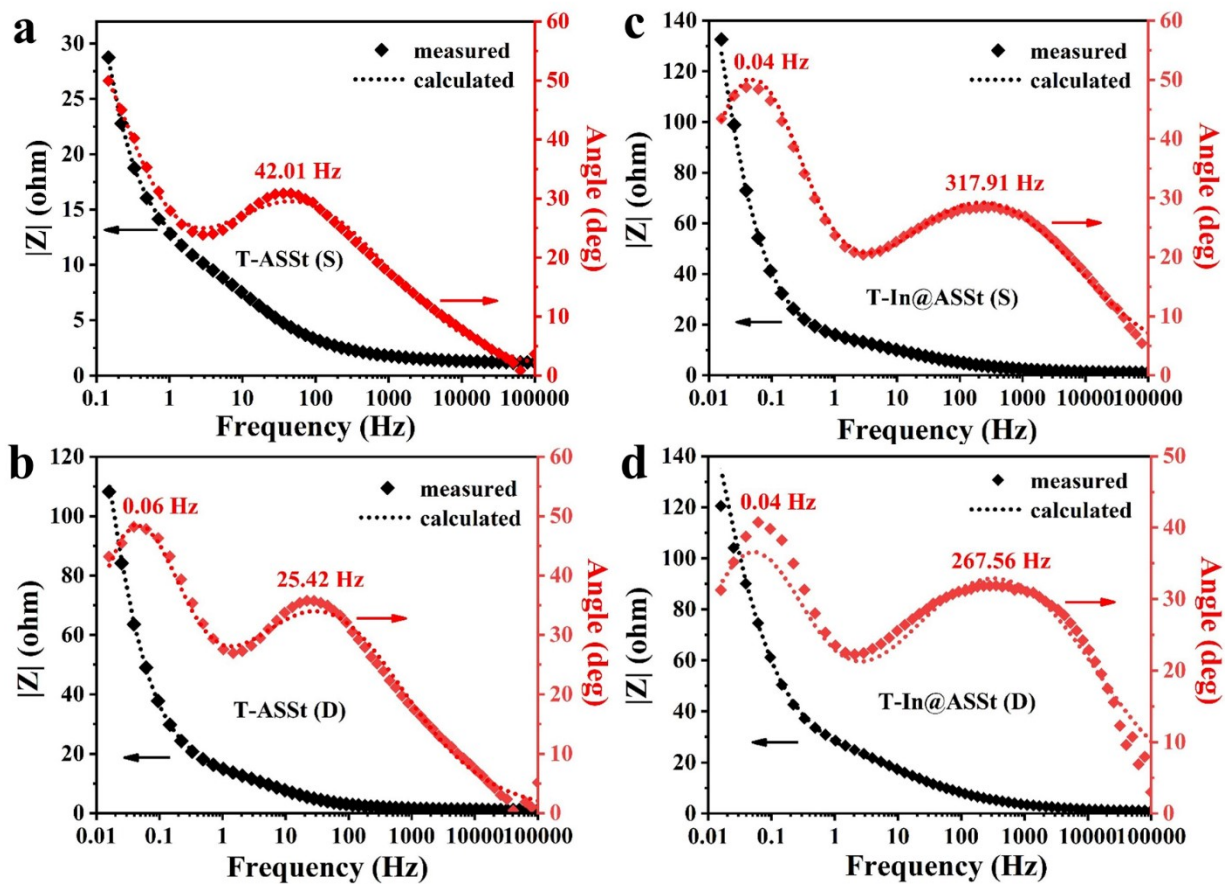 a
measured
calculated
42.01 Hz
T-ASSt (S)
|Z| (ohm)
Angle (deg)
30
25
20
15
10
5
0
60
50
40
30
20
10
0
0.1 1 10 100 1000 10000 100000
Frequency (Hz)
c
measured
calculated
0.04 Hz
317.91 Hz
T-In@ASSt (S)
|Z| (ohm)
Angle (deg)
140
120
100
80
60
40
20
0
60
50
40
30
20
10
0
0.01 0.1 1 10 100 1000 10000 100000
Frequency (Hz)
b
measured
calculated
0.06 Hz
25.42 Hz
T-ASSt (D)
|Z| (ohm)
Angle (deg)
120
100
80
60
40
20
0
60
50
40
30
20
10
0
0.01 0.1 1 10 100 1000 10000 100000
Frequency (Hz)
d
measured
calculated
0.04 Hz
267.56 Hz
T-In@ASSt (D)
|Z| (ohm)
Angle (deg)
140
120
100
80
60
40
20
0
50
40
30
20
10
0
0.01 0.1 1 10 100 1000 10000 100000
Frequency (Hz)